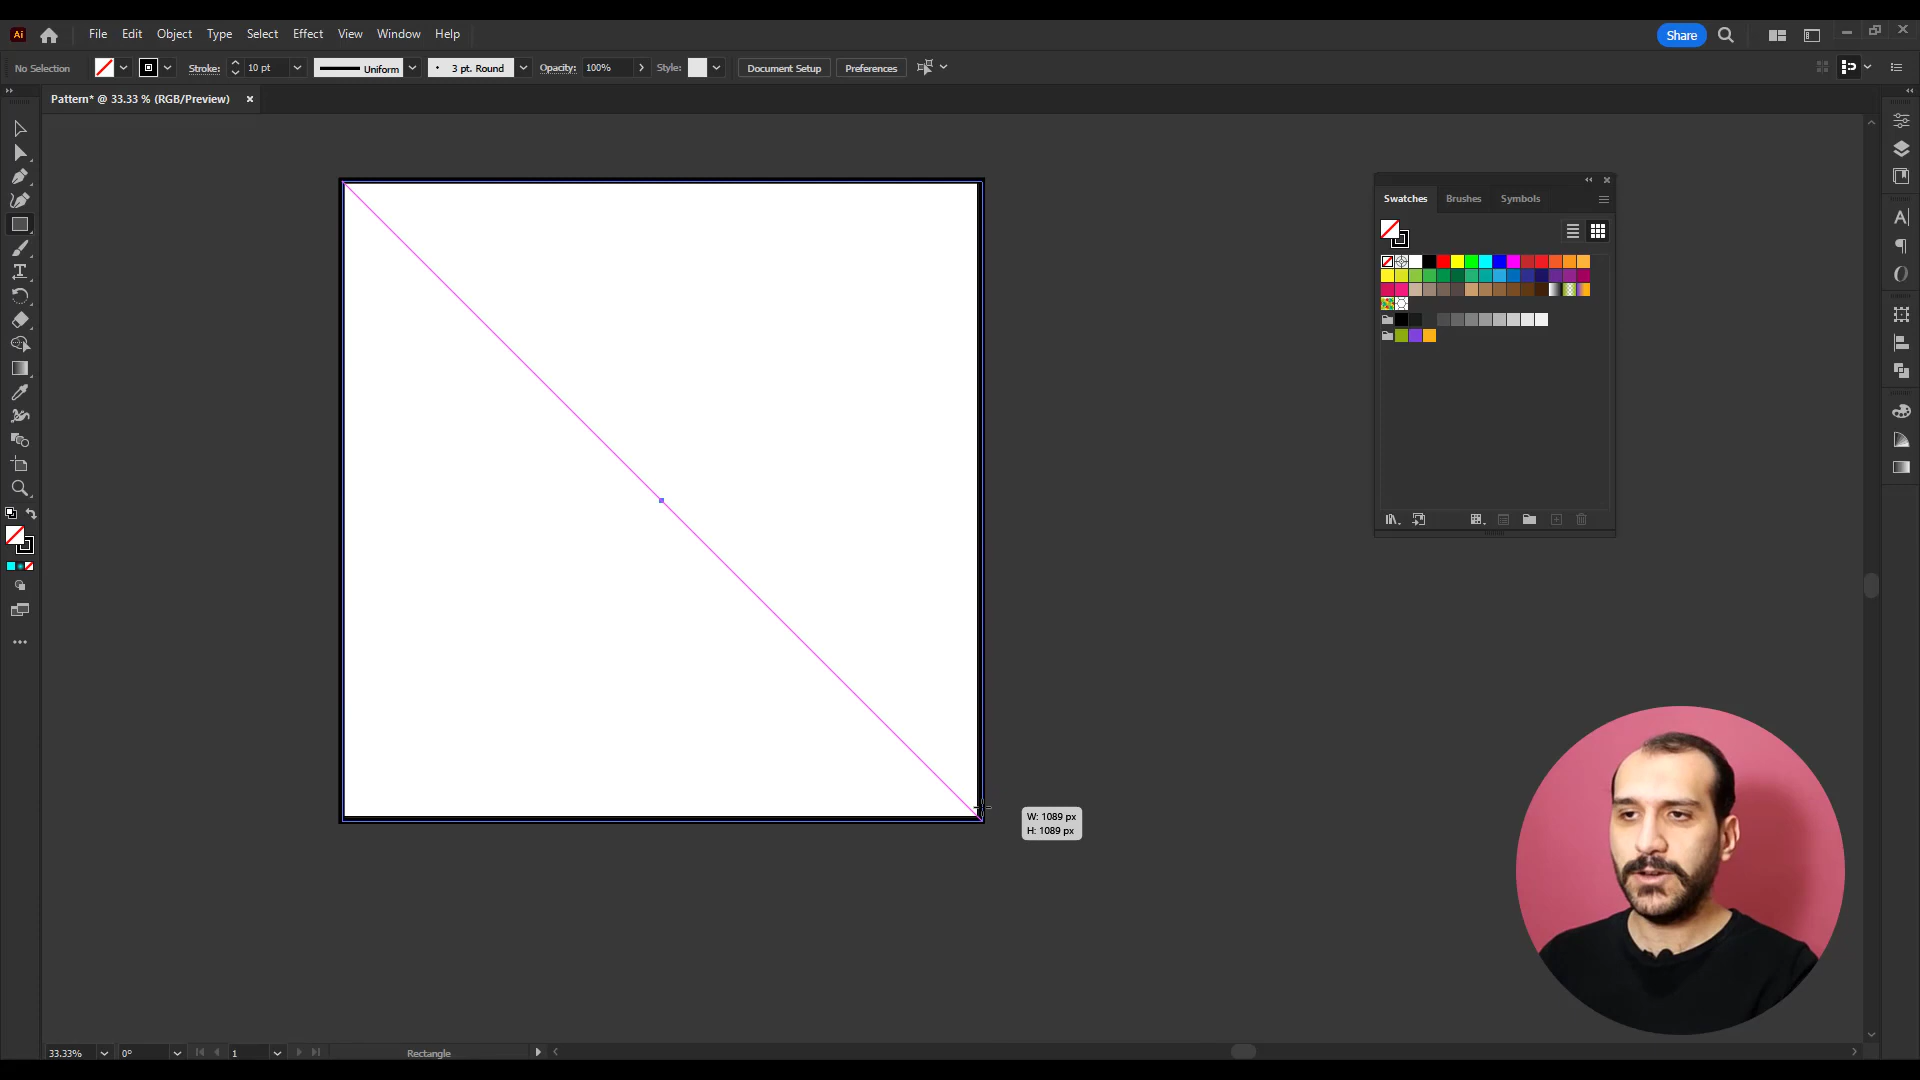 Ai File Edit Object Type Select Effect View Window Help Share
No Selection Stroke: 10 pt Uniform 3 pt. Round Opacity: 100% Style: Document Setup Preferences
Pattern* @ 33.33 % (RGB/Preview) ×
Swatches Brushes Symbols
W: 1089 px
H: 1089 px
33.33% 0° 1 Rectangle